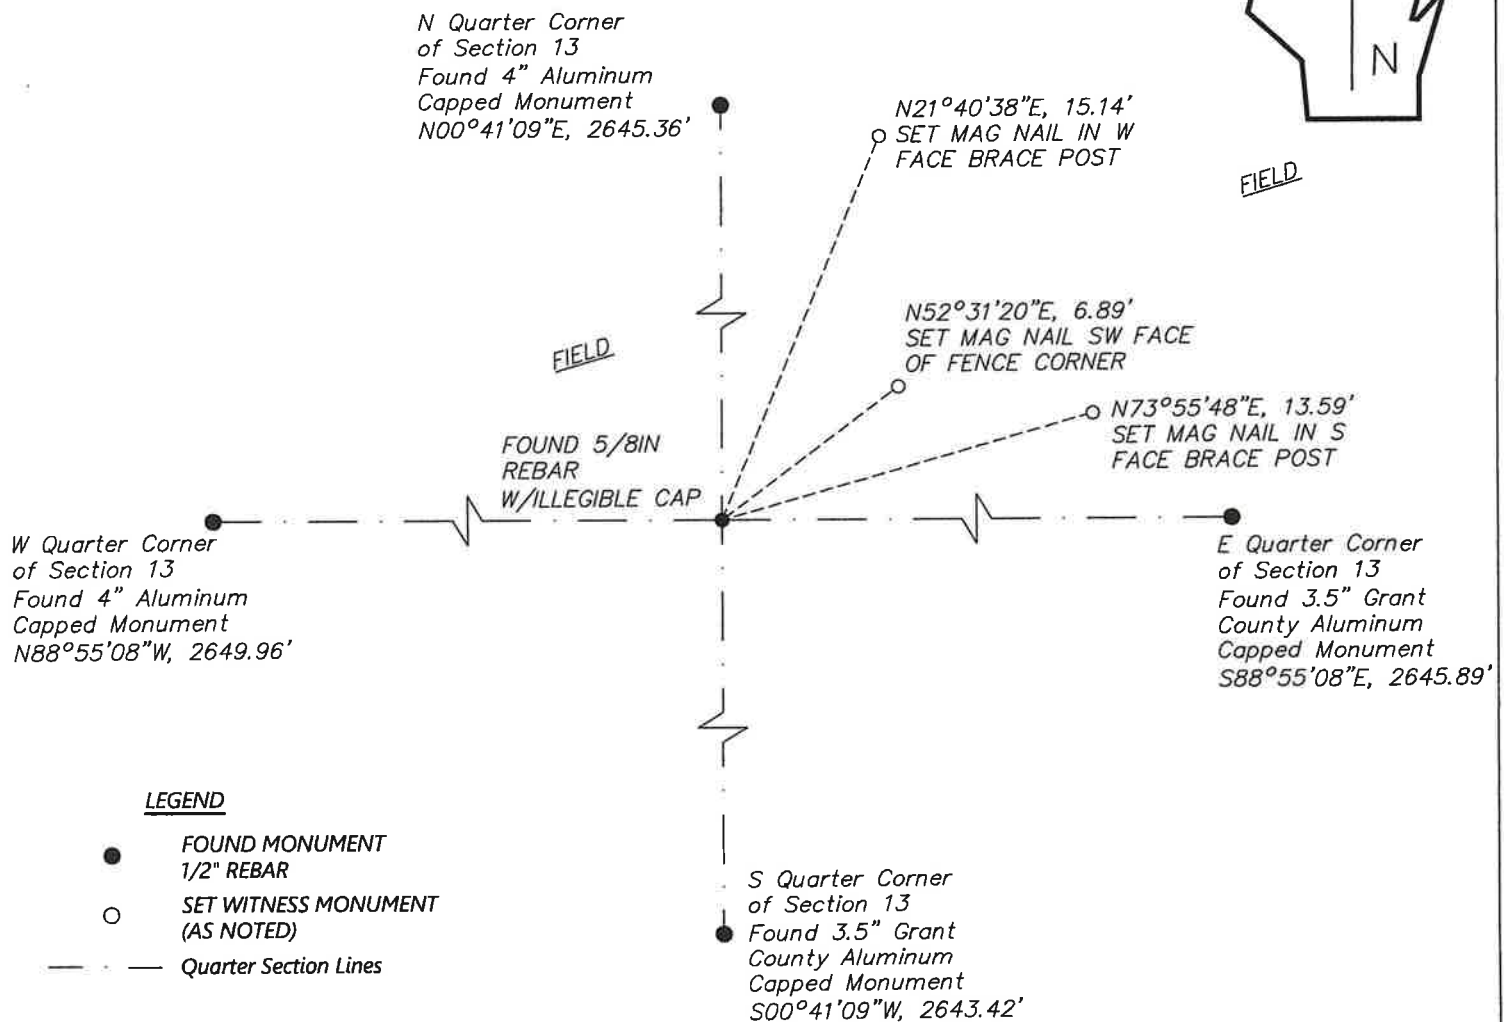 N Quarter Corner
of Section 13
Found 4" Aluminum
Capped Monument
N00°41'09"E, 2645.36'
N
N21°40'38"E, 15.14'
SET MAG NAIL IN W
FACE BRACE POST
FIELD
N52°31'20"E, 6.89'
SET MAG NAIL SW FACE
OF FENCE CORNER
FIELD
N73°55'48"E, 13.59'
SET MAG NAIL IN S
FACE BRACE POST
FOUND 5/8IN
REBAR
W/ILLEGIBLE CAP
W Quarter Corner
of Section 13
Found 4" Aluminum
Capped Monument
N88°55'08"W, 2649.96'
E Quarter Corner
of Section 13
Found 3.5" Grant
County Aluminum
Capped Monument
S88°55'08"E, 2645.89'
LEGEND
FOUND MONUMENT
1/2" REBAR
SET WITNESS MONUMENT
(AS NOTED)
Quarter Section Lines
S Quarter Corner
of Section 13
Found 3.5" Grant
County Aluminum
Capped Monument
S00°41'09"W, 2643.42'